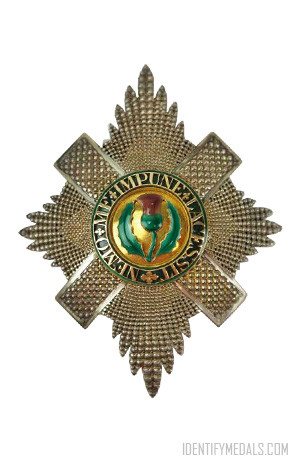 NEMO ME IMPUNE LACESSIT
IDENTIFYMEDALS.COM